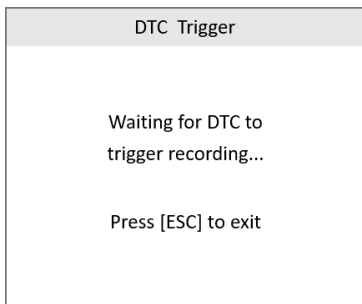 DTC Trigger
Waiting for DTC to
trigger recording...
Press [ESC] to exit